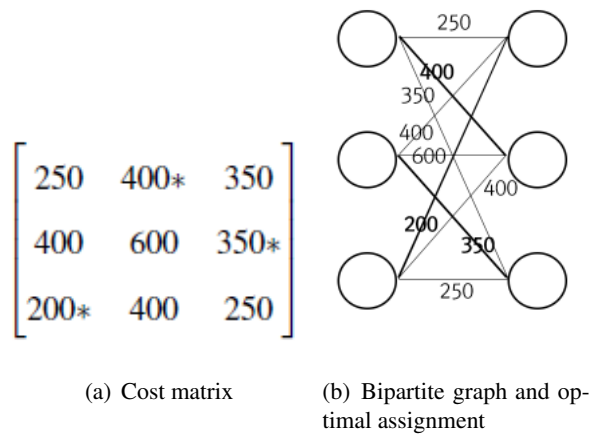 250
400
350
400
600
400
200
350
250
250 400* 350
400 600 350*
200* 400 250
(a) Cost matrix
(b) Bipartite graph and op-
timal assignment